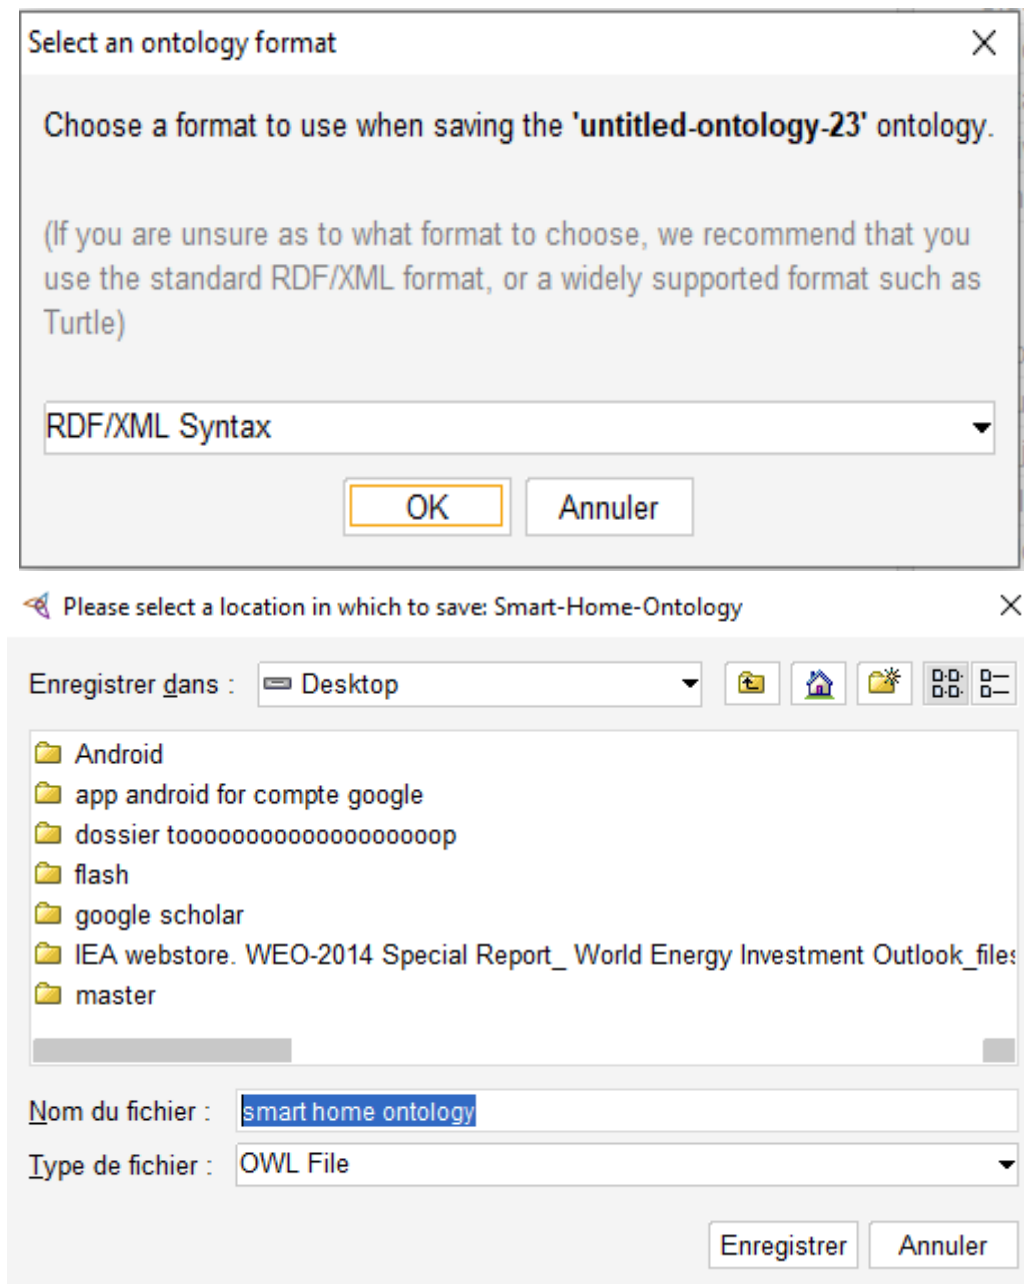 Select an ontology format
Choose a format to use when saving the 'untitled-ontology-23' ontology.
(If you are unsure as to what format to choose, we recommend that you
use the standard RDF/XML format, or a widely supported format such as
Turtle)
RDF/XML Syntax
OK Annuler
Please select a location in which to save: Smart-Home-Ontology
Enregistrer dans : Desktop
Android
app android for compte google
dossier toooooooooooooooooooop
flash
google scholar
IEA webstore. WEO-2014 Special Report_ World Energy Investment Outlook_files
master
Nom du fichier : smart home ontology
Type de fichier : OWL File
Enregistrer Annuler